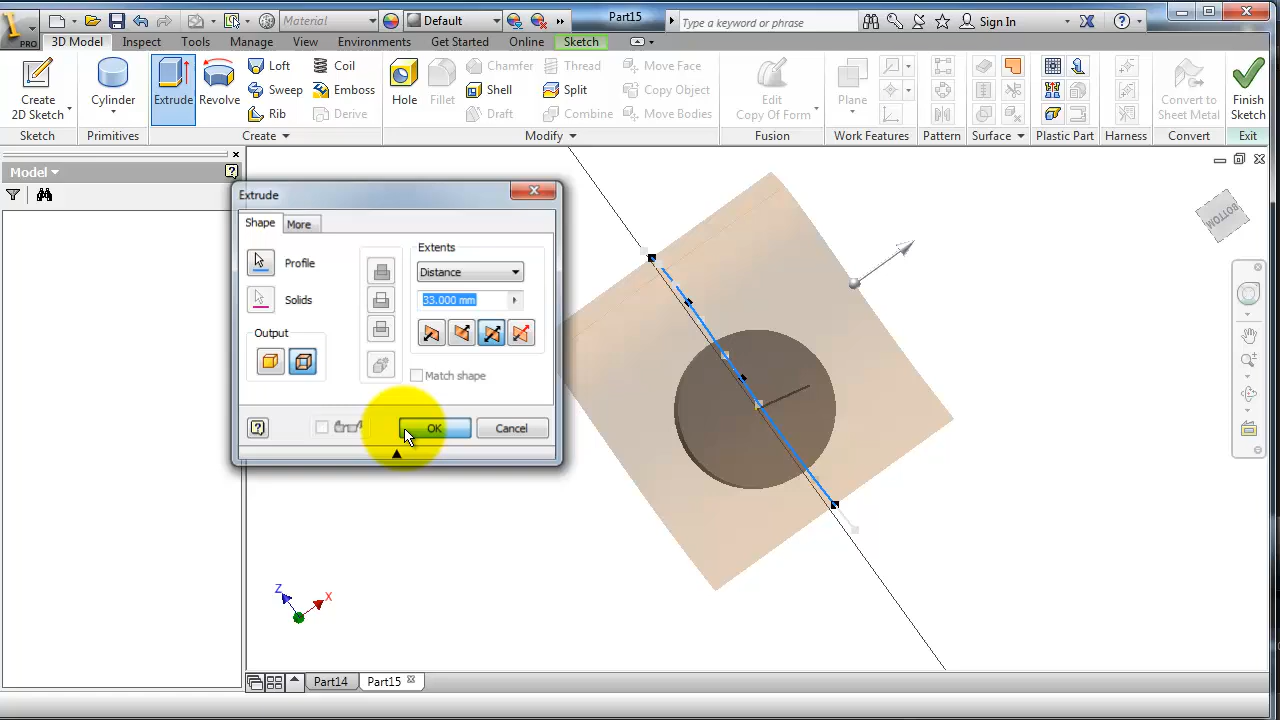 Material
Default
Part15
Type a keyword or phrase
Sign In
PRO
3D Model Inspect Tools Manage View Environments Get Started Online Sketch
Create 2D Sketch
Cylinder
Extrude
Revolve
Loft
Sweep
Rib
Coil
Emboss
Derive
Hole
Fillet
Chamfer
Shell
Draft
Thread
Split
Combine
Move Face
Copy Object
Move Bodies
Edit Copy Of Form
Plane
Convert to Sheet Metal
Finish Sketch
Sketch Primitives Create Modify Fusion Work Features Pattern Surface Plastic Part Harness Convert Exit
Model
Extrude
Shape More
Profile
Solids
Output
Extents
Distance
33.000 mm
Match shape
OK Cancel
BOTTOM
Z
X
Part14 Part15